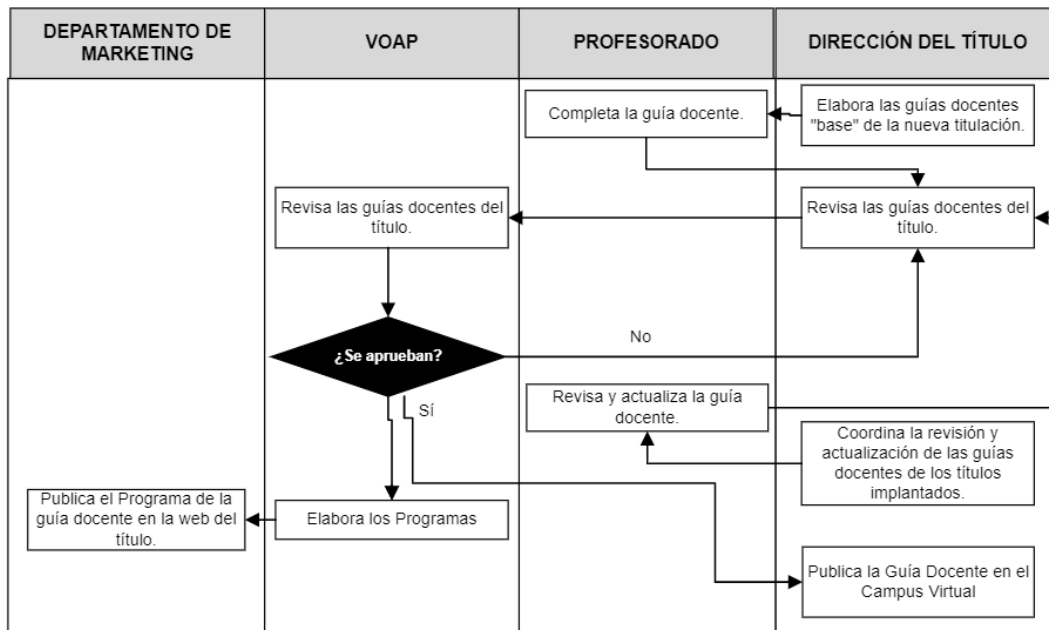 DEPARTAMENTO DE
MARKETING
VOAP
PROFESORADO
DIRECCIÓN DEL TÍTULO
Completa la guía docente.
Elabora las guías docentes
"base" de la nueva titulación.
Revisa las guías docentes del
título.
Revisa las guías docentes del
título.
¿Se aprueban?
No
Sí
Revisa y actualiza la guía
docente.
Coordina la revisión y
actualización de las guías
docentes de los títulos
implantados.
Publica el Programa de la
guía docente en la web del
título.
Elabora los Programas
Publica la Guía Docente en el
Campus Virtual